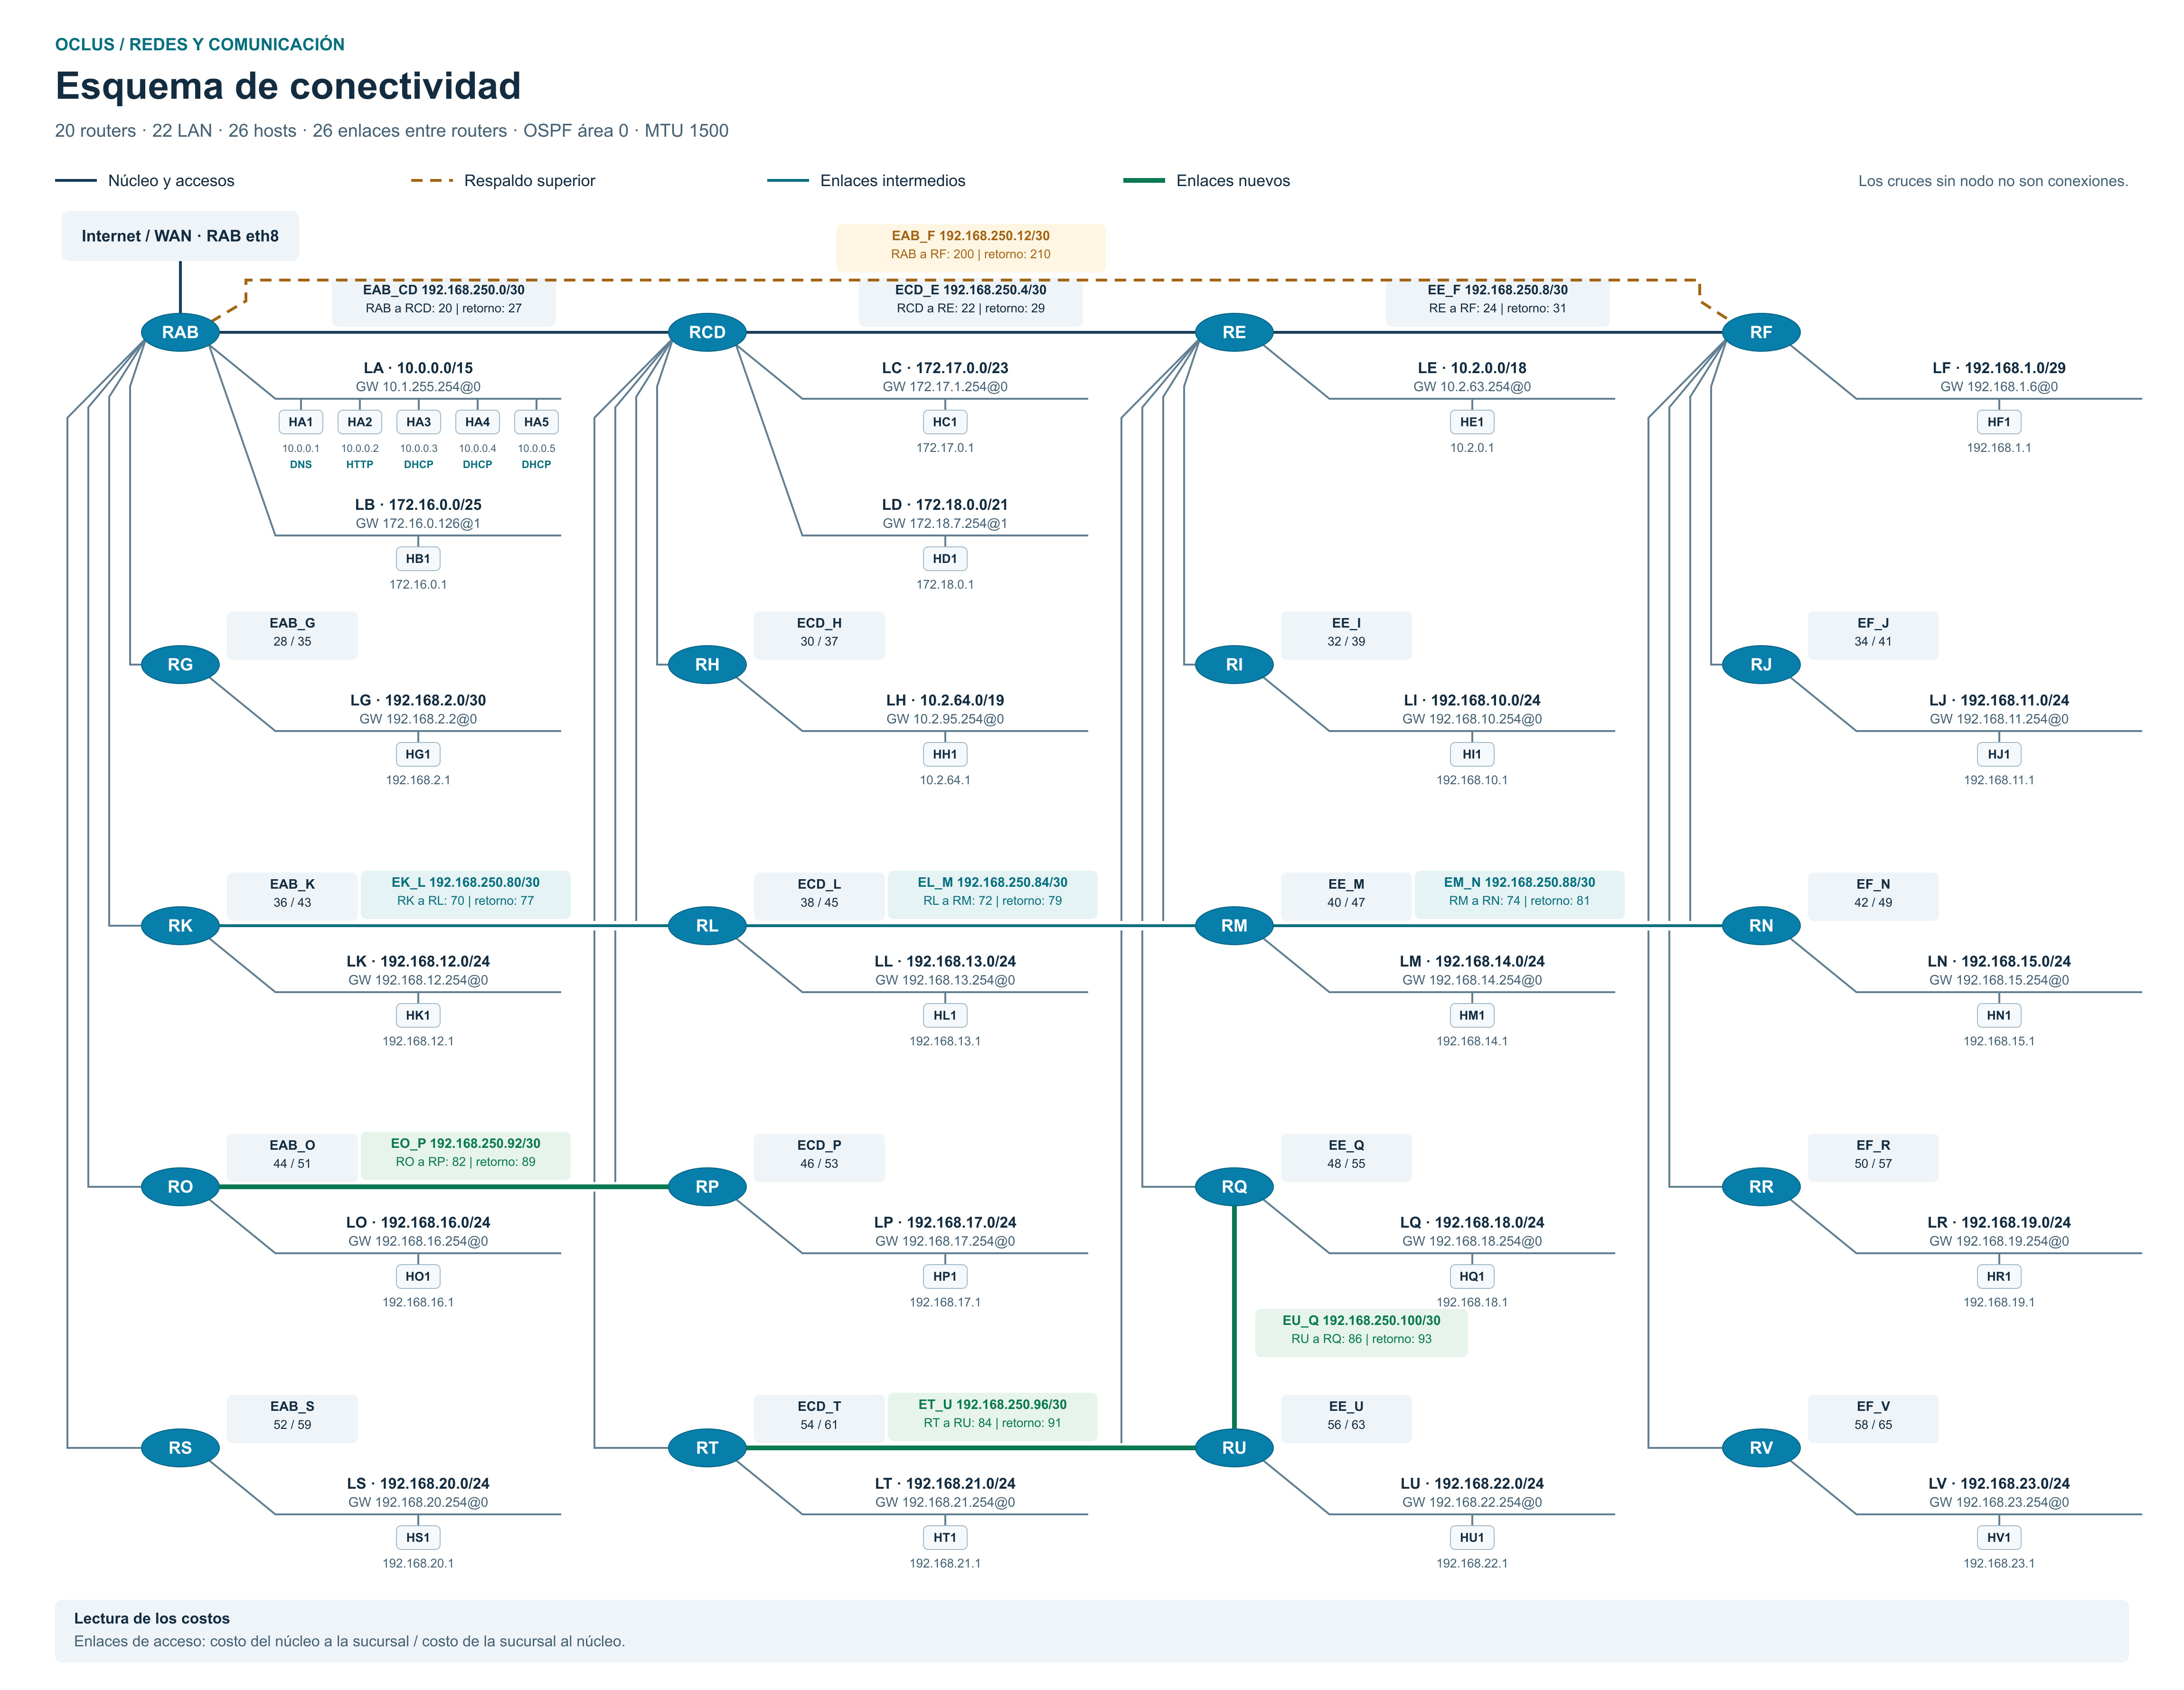 OCLUS / REDES Y COMUNICACIÓN
Esquema de conectividad
20 routers · 22 LAN · 26 hosts · 26 enlaces entre routers · OSPF área 0 · MTU 1500
Núcleo y accesos
Respaldo superior
Enlaces intermedios
Enlaces nuevos
Los cruces sin nodo no son conexiones.
Internet / WAN · RAB eth8
EAB_F 192.168.250.12/30
RAB a RF: 200 | retorno: 210
EAB_CD 192.168.250.0/30
RAB a RCD: 20 | retorno: 27
ECD_E 192.168.250.4/30
RCD a RE: 22 | retorno: 29
EE_F 192.168.250.8/30
RE a RF: 24 | retorno: 31
RAB
RCD
RE
RF
LA · 10.0.0.0/15
GW 10.1.255.254@0
HA1
HA2
HA3
HA4
HA5
10.0.0.1
10.0.0.2
10.0.0.3
10.0.0.4
10.0.0.5
DNS
HTTP
DHCP
DHCP
DHCP
LC · 172.17.0.0/23
GW 172.17.1.254@0
HC1
172.17.0.1
LE · 10.2.0.0/18
GW 10.2.63.254@0
HE1
10.2.0.1
LF · 192.168.1.0/29
GW 192.168.1.6@0
HF1
192.168.1.1
LB · 172.16.0.0/25
GW 172.16.0.126@1
HB1
172.16.0.1
LD · 172.18.0.0/21
GW 172.18.7.254@1
HD1
172.18.0.1
EAB_G
28 / 35
RG
LG · 192.168.2.0/30
GW 192.168.2.2@0
HG1
192.168.2.1
ECD_H
30 / 37
RH
LH · 10.2.64.0/19
GW 10.2.95.254@0
HH1
10.2.64.1
EE_I
32 / 39
RI
LI · 192.168.10.0/24
GW 192.168.10.254@0
HI1
192.168.10.1
EF_J
34 / 41
RJ
LJ · 192.168.11.0/24
GW 192.168.11.254@0
HJ1
192.168.11.1
EAB_K
36 / 43
EK_L 192.168.250.80/30
RK a RL: 70 | retorno: 77
RK
LK · 192.168.12.0/24
GW 192.168.12.254@0
HK1
192.168.12.1
ECD_L
38 / 45
EL_M 192.168.250.84/30
RL a RM: 72 | retorno: 79
RL
LL · 192.168.13.0/24
GW 192.168.13.254@0
HL1
192.168.13.1
EE_M
40 / 47
EM_N 192.168.250.88/30
RM a RN: 74 | retorno: 81
RM
LM · 192.168.14.0/24
GW 192.168.14.254@0
HM1
192.168.14.1
EF_N
42 / 49
RN
LN · 192.168.15.0/24
GW 192.168.15.254@0
HN1
192.168.15.1
EAB_O
44 / 51
EO_P 192.168.250.92/30
RO a RP: 82 | retorno: 89
RO
LO · 192.168.16.0/24
GW 192.168.16.254@0
HO1
192.168.16.1
ECD_P
46 / 53
RP
LP · 192.168.17.0/24
GW 192.168.17.254@0
HP1
192.168.17.1
EE_Q
48 / 55
RQ
LQ · 192.168.18.0/24
GW 192.168.18.254@0
HQ1
192.168.18.1
EU_Q 192.168.250.100/30
RU a RQ: 86 | retorno: 93
EF_R
50 / 57
RR
LR · 192.168.19.0/24
GW 192.168.19.254@0
HR1
192.168.19.1
EAB_S
52 / 59
RS
LS · 192.168.20.0/24
GW 192.168.20.254@0
HS1
192.168.20.1
ECD_T
54 / 61
ET_U 192.168.250.96/30
RT a RU: 84 | retorno: 91
RT
LT · 192.168.21.0/24
GW 192.168.21.254@0
HT1
192.168.21.1
EE_U
56 / 63
RU
LU · 192.168.22.0/24
GW 192.168.22.254@0
HU1
192.168.22.1
EF_V
58 / 65
RV
LV · 192.168.23.0/24
GW 192.168.23.254@0
HV1
192.168.23.1
Lectura de los costos
Enlaces de acceso: costo del núcleo a la sucursal / costo de la sucursal al núcleo.